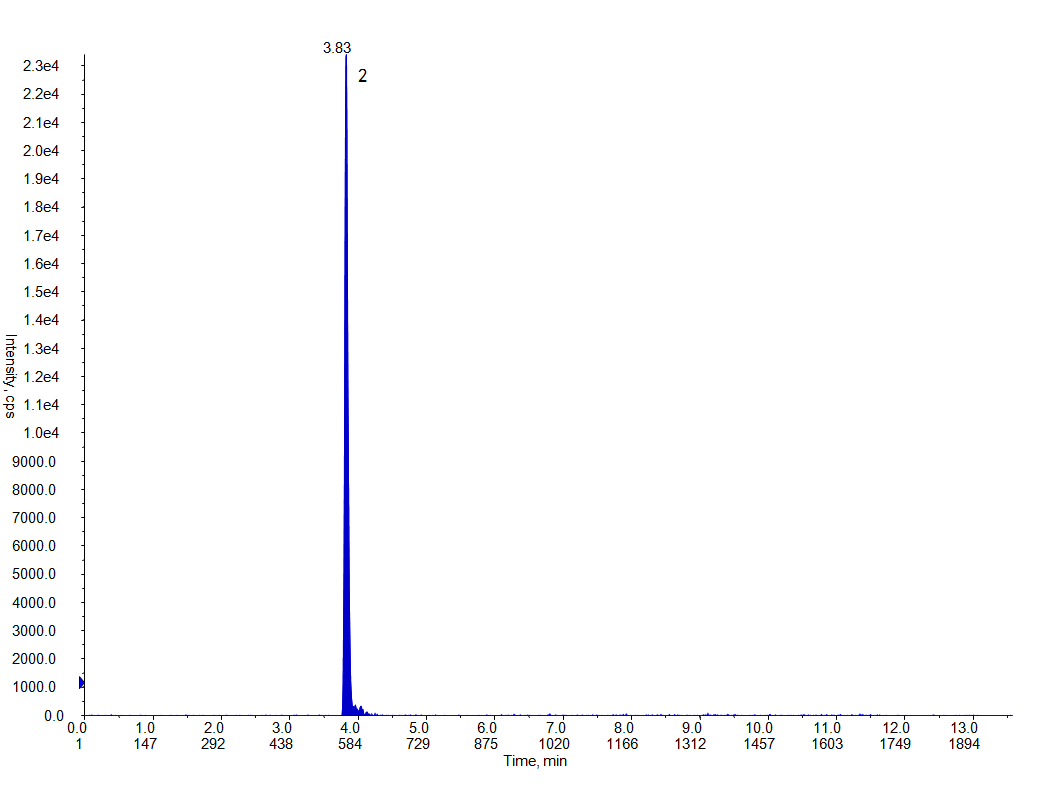 3.83
2
2.3e4
2.2e4
2.1e4
2.0e4
1.9e4
1.8e4
1.7e4
1.6e4
1.5e4
1.4e4
1.3e4
1.2e4
1.1e4
1.0e4
9000.0
8000.0
7000.0
6000.0
5000.0
4000.0
3000.0
2000.0
1000.0
0.0
Intensity, cps
0.0 1.0 2.0 3.0 4.0 5.0 6.0 7.0 8.0 9.0 10.0 11.0 12.0 13.0
1 147 292 438 584 729 875 1020 1166 1312 1457 1603 1749 1894
Time, min